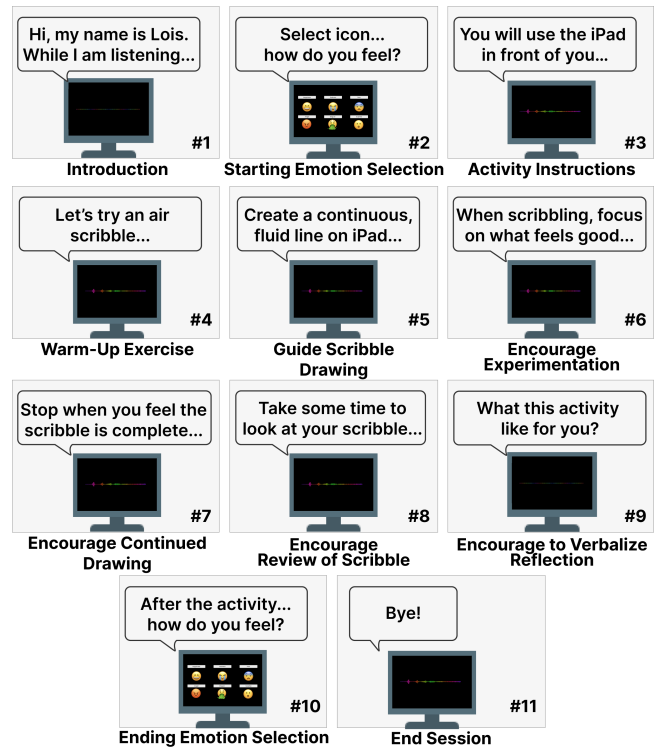 Hi, my name is Lois.
While I am listening...
#1
Introduction
Select icon...
how do you feel?
#2
Starting Emotion Selection
You will use the iPad
in front of you...
#3
Activity Instructions
Let's try an air
scribble...
#4
Warm-Up Exercise
Create a continuous,
fluid line on iPad...
#5
Guide Scribble
Drawing
When scribbling, focus
on what feels good...
#6
Encourage
Experimentation
Stop when you feel the
scribble is complete...
#7
Encourage Continued
Drawing
Take some time to
look at your scribble...
#8
Encourage
Review of Scribble
What this activity
like for you?
#9
Encourage to Verbalize
Reflection
After the activity...
how do you feel?
#10
Ending Emotion Selection
Bye!
#11
End Session